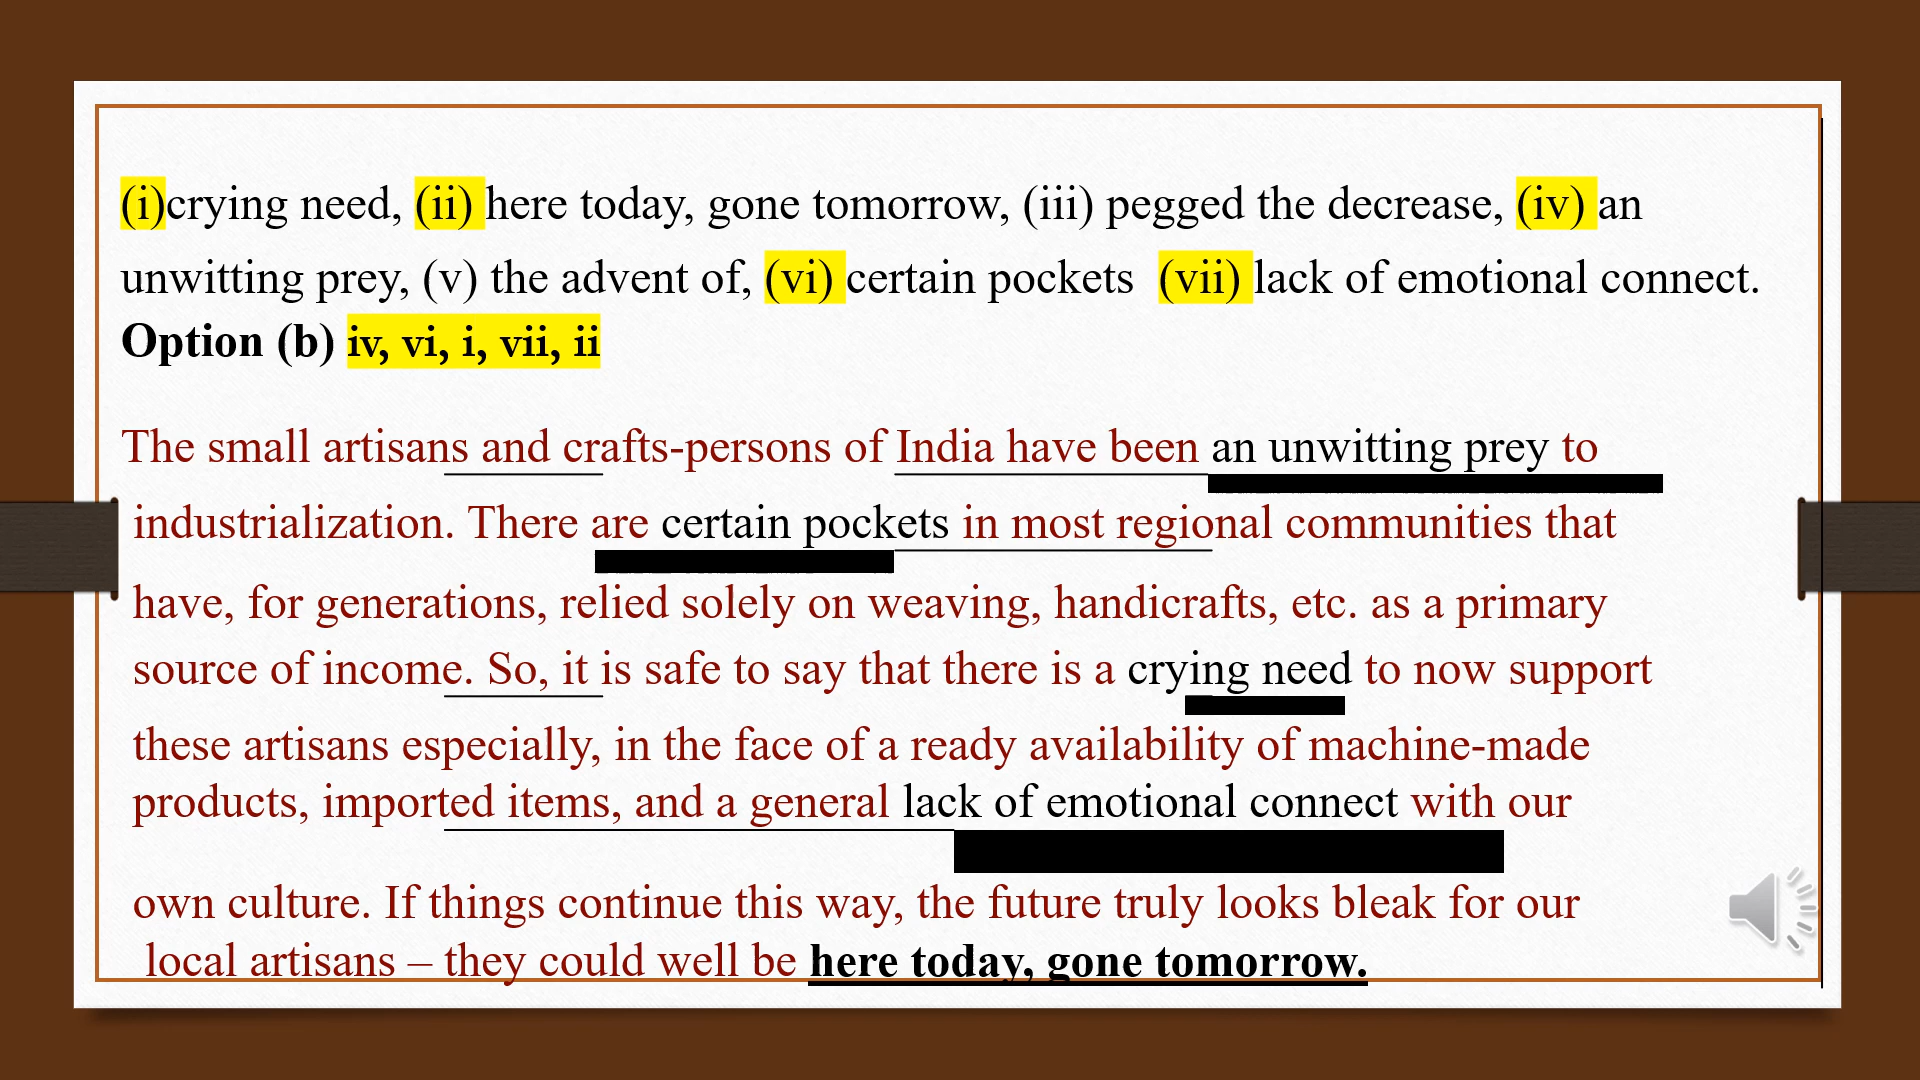 (i)crying need, (ii) here today, gone tomorrow, (iii) pegged the decrease, (iv) an
unwitting prey, (v) the advent of, (vi) certain pockets (vii) lack of emotional connect.
Option (b) iv, vi, i, vii, ii
The small artisans and crafts-persons of India have been an unwitting prey to
industrialization. There are certain pockets in most regional communities that
have, for generations, relied solely on weaving, handicrafts, etc. as a primary
source of income. So, it is safe to say that there is a crying need to now support
these artisans especially, in the face of a ready availability of machine-made
products, imported items, and a general lack of emotional connect with our
own culture. If things continue this way, the future truly looks bleak for our
local artisans – they could well be here today, gone tomorrow.